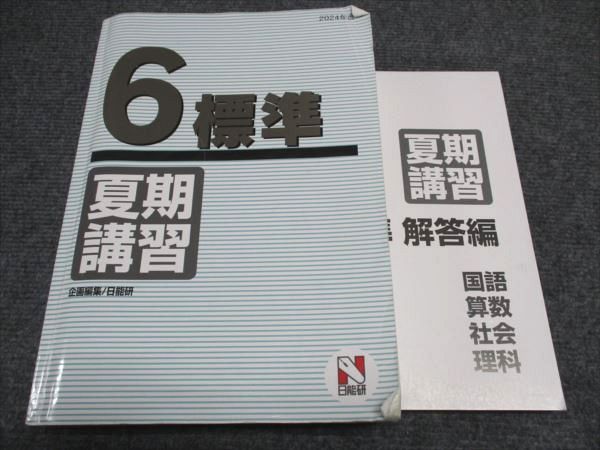 2024年度
6標準
夏期
講習
企画編集/日能研
N
日能研
夏期
講習
解答編
国語
算数
社会
理科